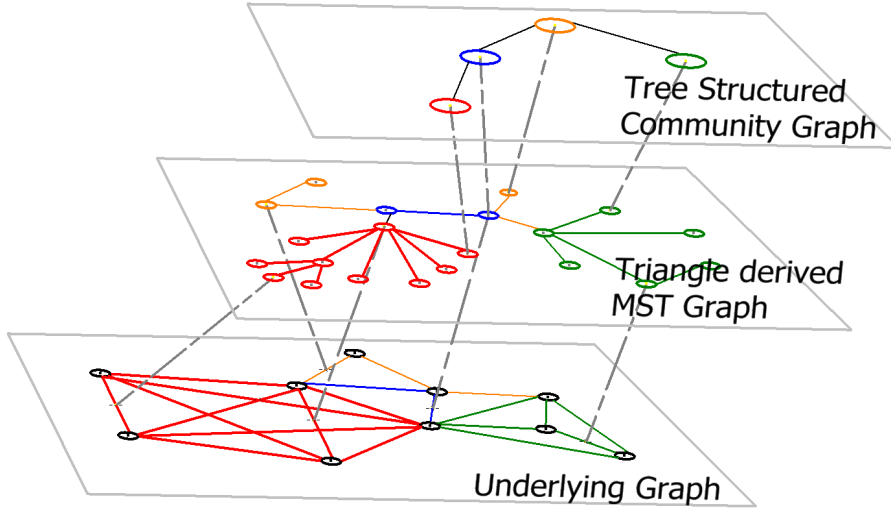 Tree Structured
Community Graph
Triangle derived
MST Graph
Underlying Graph